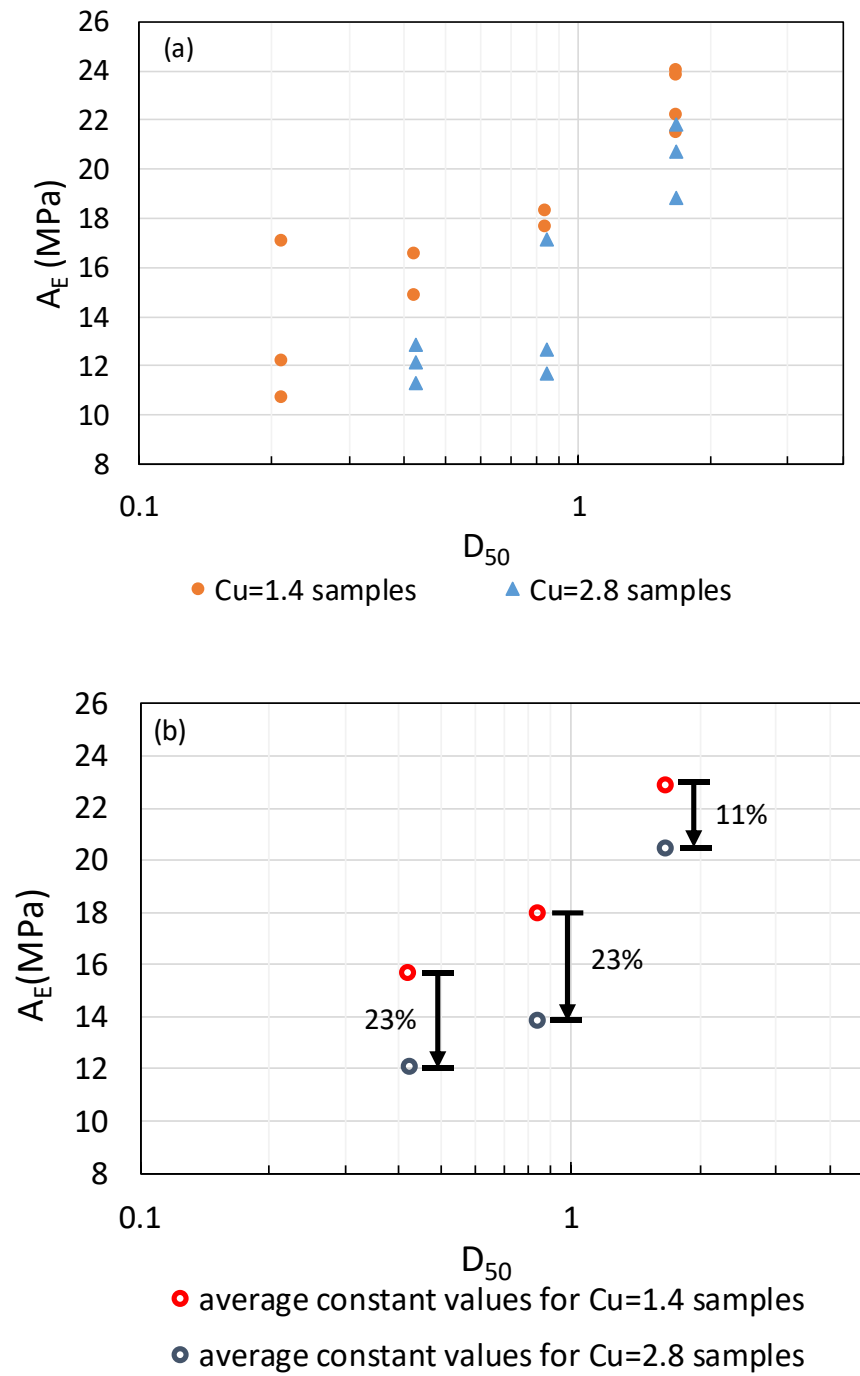 (a)
26
24
22
20
18
16
14
12
10
8
A_E (MPa)
0.1 1
D_50
Cu=1.4 samples Cu=2.8 samples
(b)
26
24
22
20
18
16
14
12
10
8
A_E(MPa)
11%
23%
23%
0.1 1
D_50
average constant values for Cu=1.4 samples
average constant values for Cu=2.8 samples